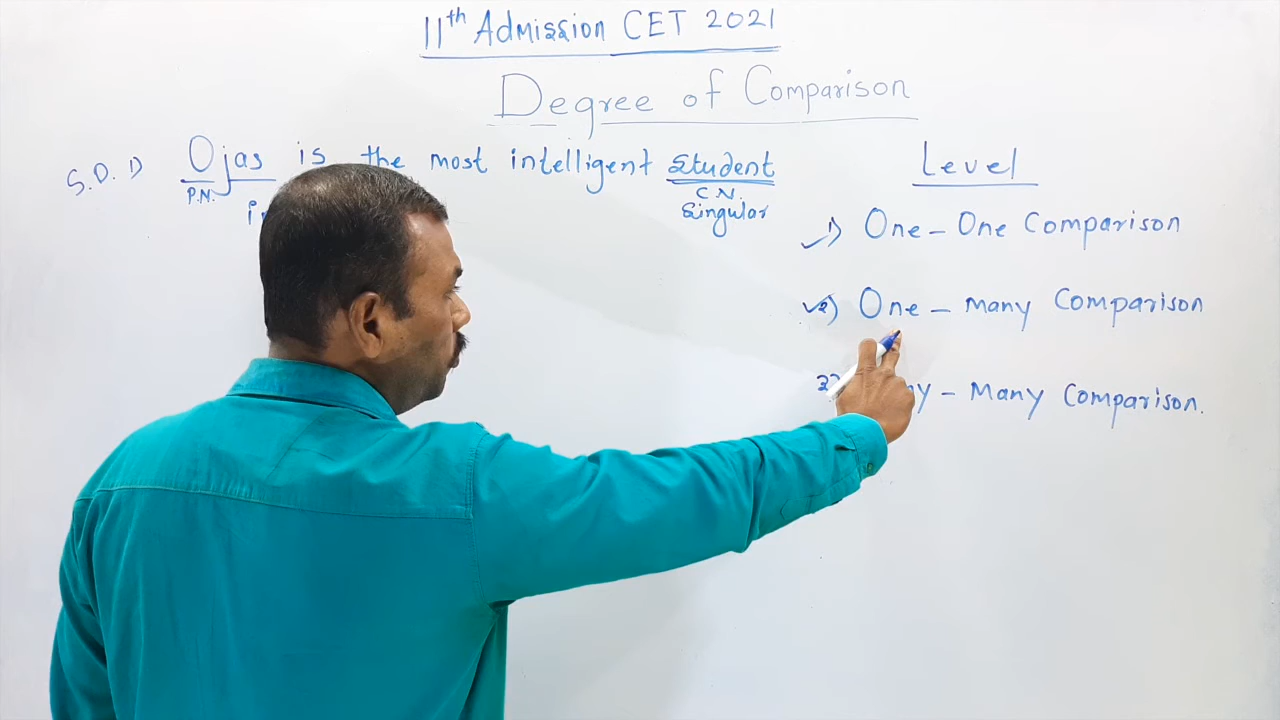 11th Admission CET 2021
Degree of Comparison
S.D. 1) Ojas is the most intelligent student
P.N.
C.N.
Singular
Level
1) One - One Comparison
2) One - many Comparison
- Many Comparison.